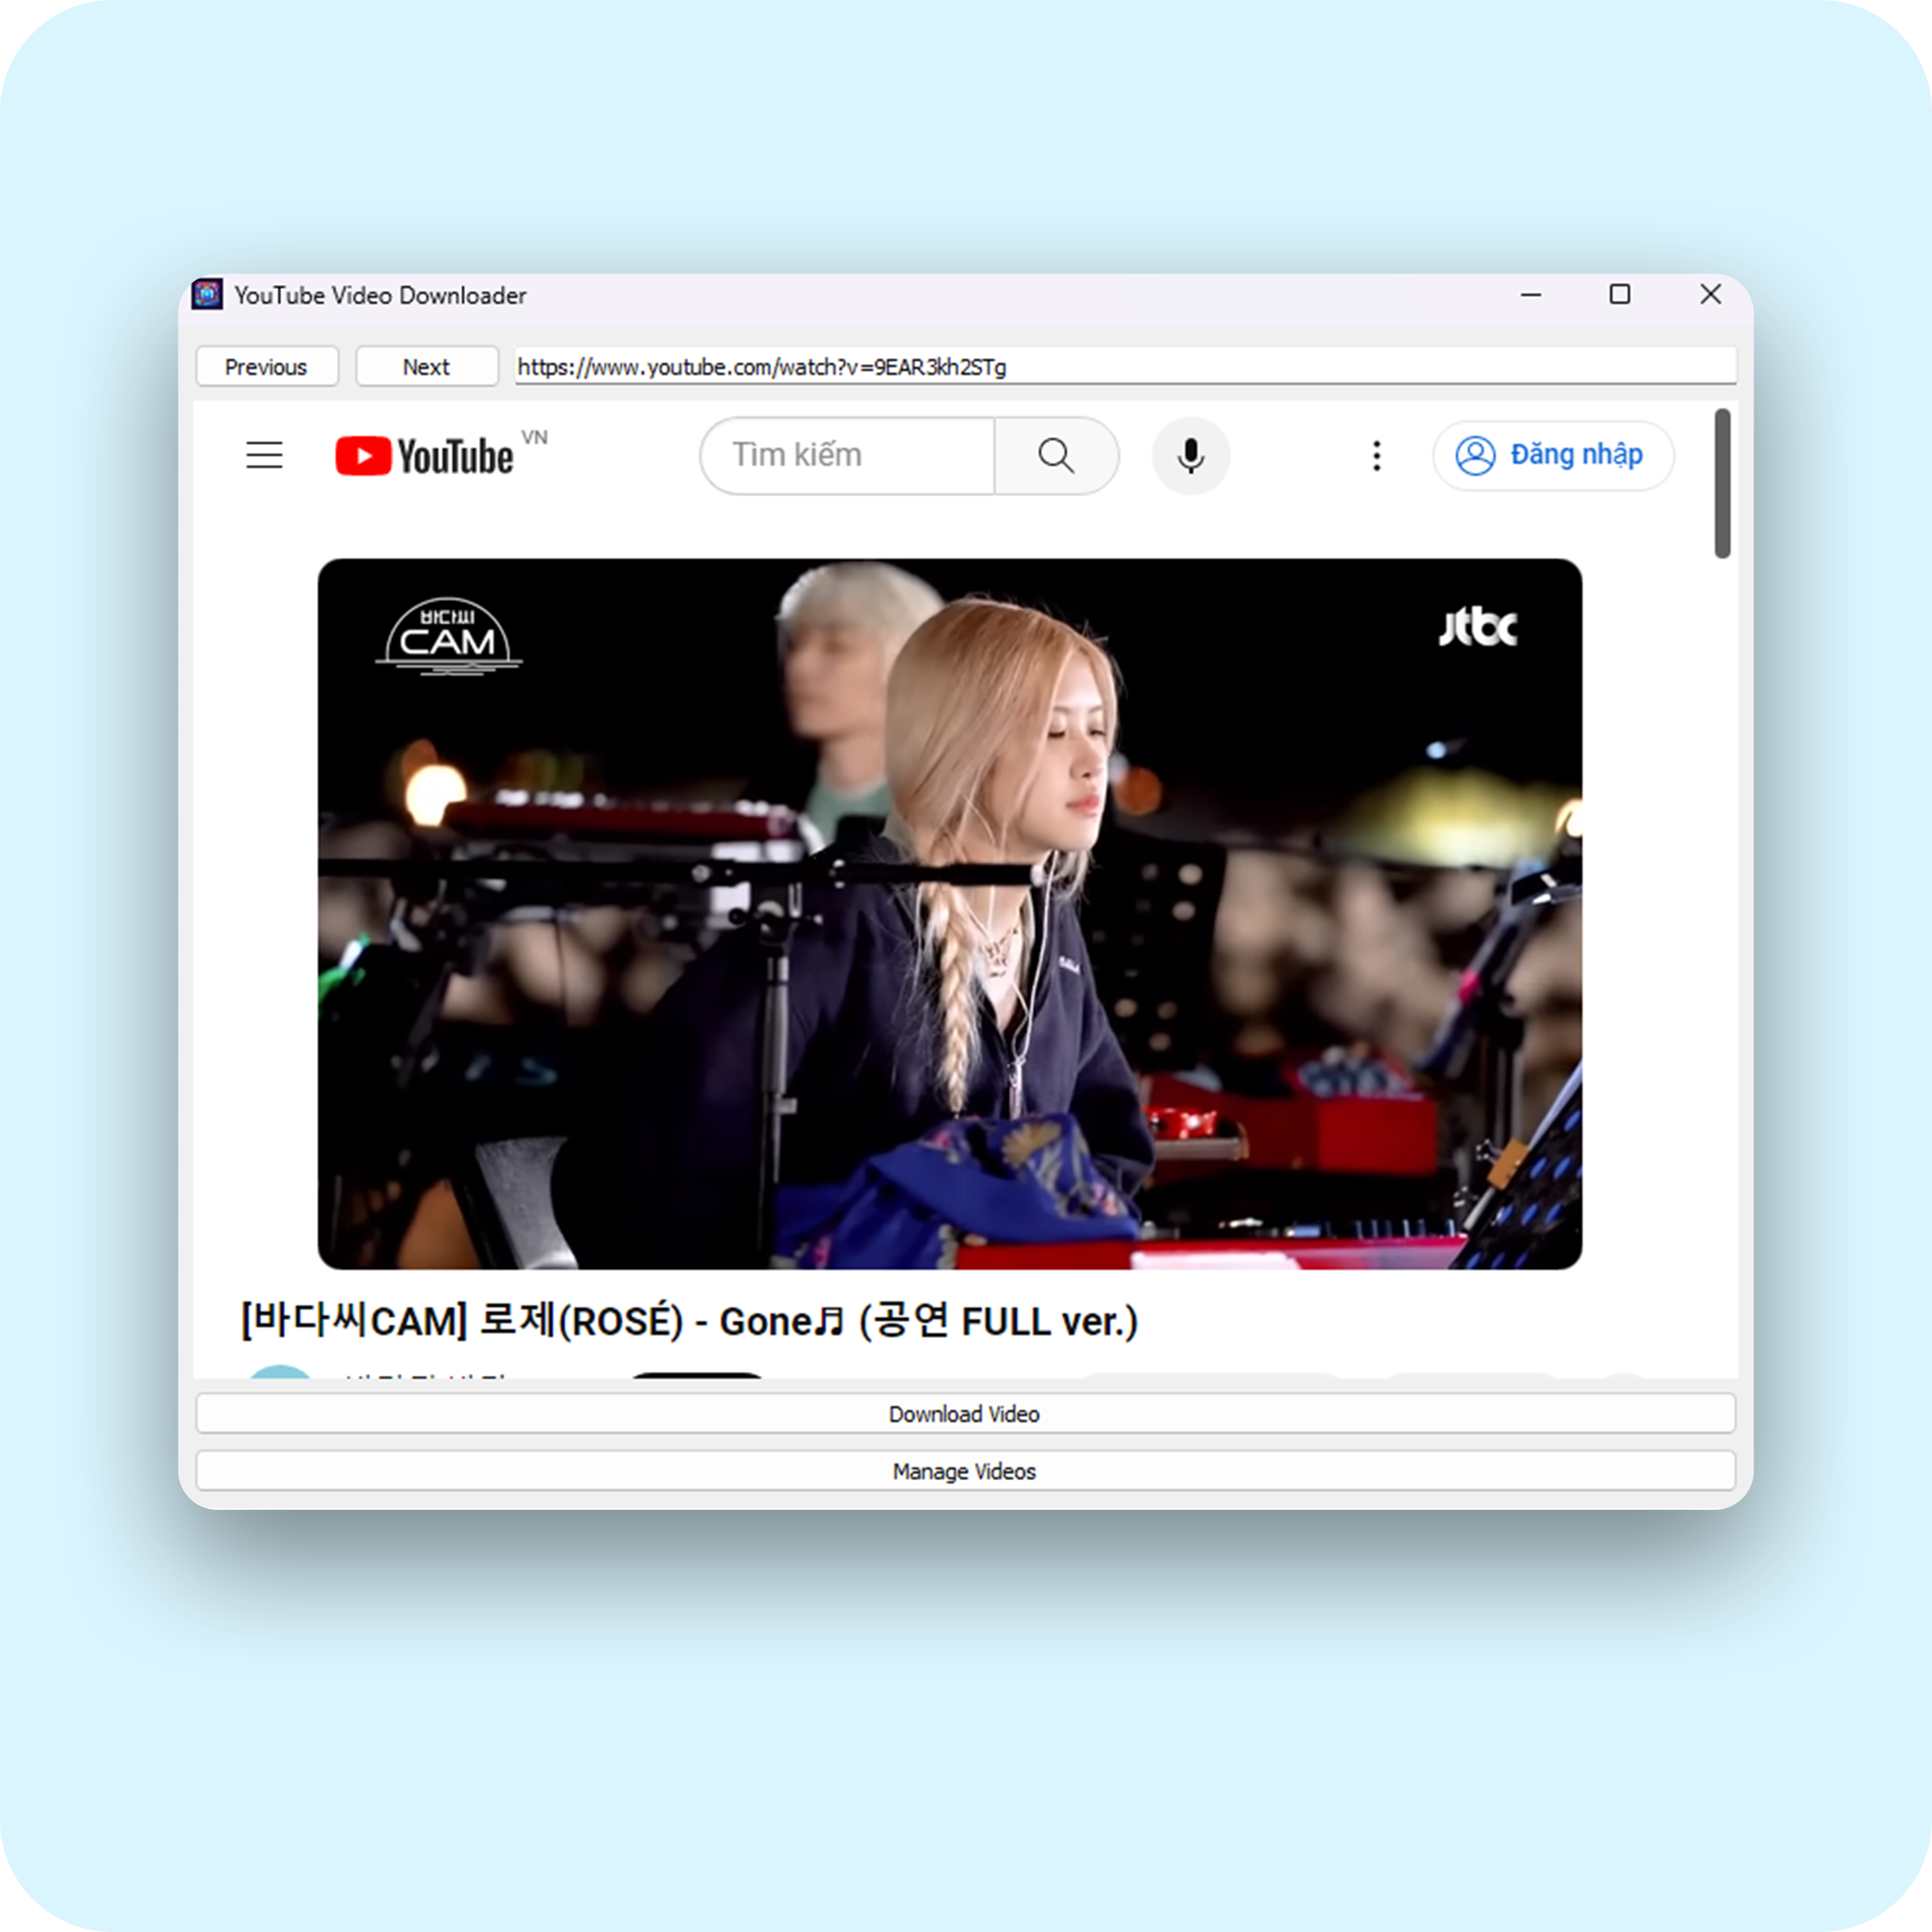 YouTube Video Downloader
Previous
Next
https://www.youtube.com/watch?v=9EAR3kh2STg
YouTube VN
Tìm kiếm
Đăng nhập
바다씨
CAM
jtbc
[바다씨CAM] 로제(ROSÉ) - Gone♬ (공연 FULL ver.)
Download Video
Manage Videos